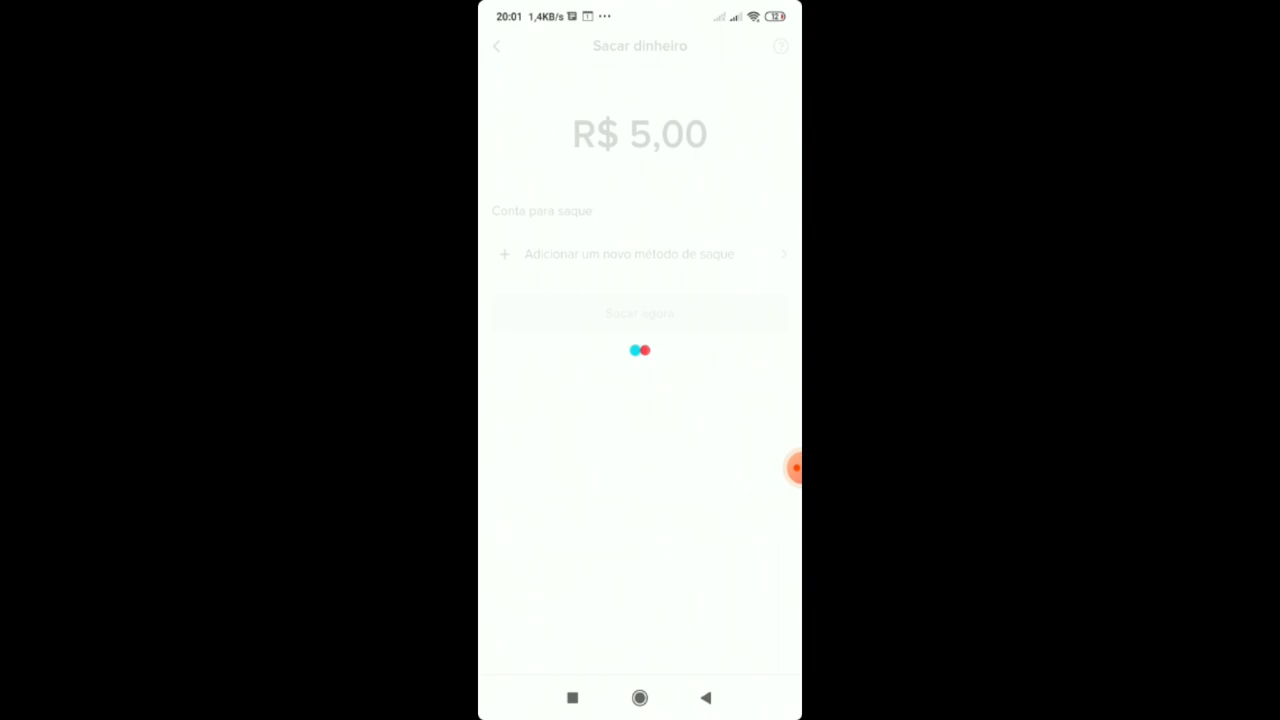 20:01 1,4KB/s 12
Sacar dinheiro
R$ 5,00
Conta para saque
+ Adicionar um novo método de saque
Sacar agora